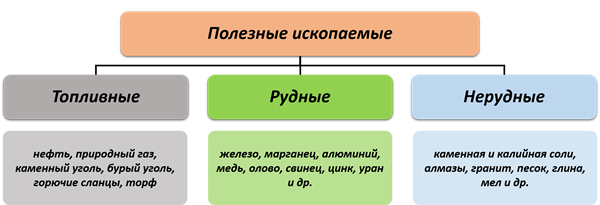 Полезные ископаемые
Топливные
Рудные
Нерудные
нефть, природный газ,
каменный уголь, бурый уголь,
горючие сланцы, торф
железо, марганец, алюминий,
медь, олово, свинец, цинк, уран
и др.
каменная и калийная соли,
алмазы, гранит, песок, глина,
мел и др.